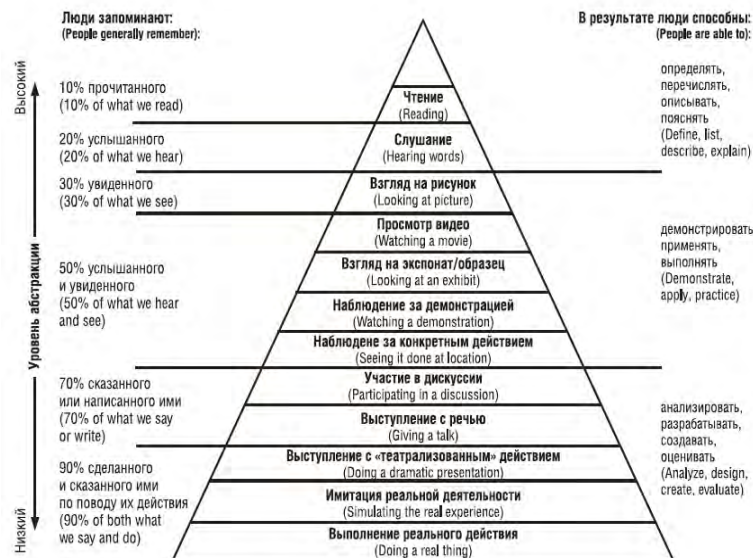 Люди запоминают:
(People generally remember):
В результате люди способны:
(People are able to):
Высокий
Уровень абстракции
Низкий
10% прочитанного
(10% of what we read)
20% услышанного
(20% of what we hear)
30% увиденного
(30% of what we see)
50% услышанного
и увиденного
(50% of what we hear
and see)
70% сказанного
или написанного ими
(70% of what we say
or write)
90% сделанного
и сказанного ими
по поводу их действия
(90% of both what
we say and do)
Чтение
(Reading)
Слушание
(Hearing words)
Взгляд на рисунок
(Looking at picture)
Просмотр видео
(Watching a movie)
Взгляд на экспонат/образец
(Looking at an exhibit)
Наблюдение за демонстрацией
(Watching a demonstration)
Наблюдене за конкретным действием
(Seeing it done at location)
Участие в дискуссии
(Participating in a discussion)
Выступление с речью
(Giving a talk)
Выступление с «театрализованным» действием
(Doing a dramatic presentation)
Имитация реальной деятельности
(Simulating the real experience)
Выполнение реального действия
(Doing a real thing)
определять,
перечислять,
описывать,
пояснять
(Define, list,
describe, explain)
демонстрировать
применять,
выполнять
(Demonstrate,
apply, practice)
анализировать,
разрабатывать,
создавать,
оценивать
(Analyze, design,
create, evaluate)